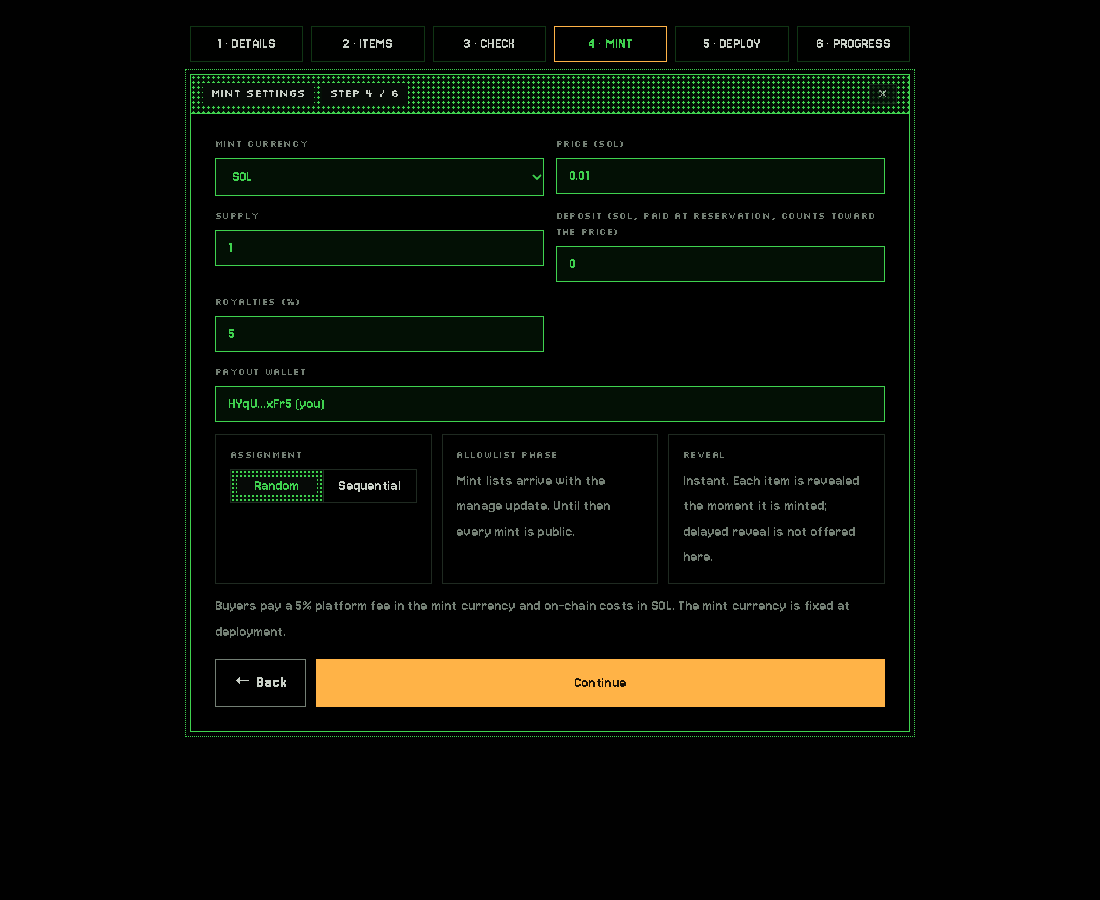 1 · DETAILS
2 · ITEMS
3 · CHECK
4 · MINT
5 · DEPLOY
6 · PROGRESS
MINT SETTINGS
STEP 4 / 6
X
MINT CURRENCY
PRICE (SOL)
SOL
0.01
SUPPLY
DEPOSIT (SOL, PAID AT RESERVATION, COUNTS TOWARD
THE PRICE)
1
0
ROYALTIES (%)
5
PAYOUT WALLET
HYqU...xFr5 (you)
ASSIGNMENT
Random
Sequential
ALLOWLIST PHASE
Mint lists arrive with the
manage update. Until then
every mint is public.
REVEAL
Instant. Each item is revealed
the moment it is minted;
delayed reveal is not offered
here.
Buyers pay a 5% platform fee in the mint currency and on-chain costs in SOL. The mint currency is fixed at
deployment.
← Back
Continue